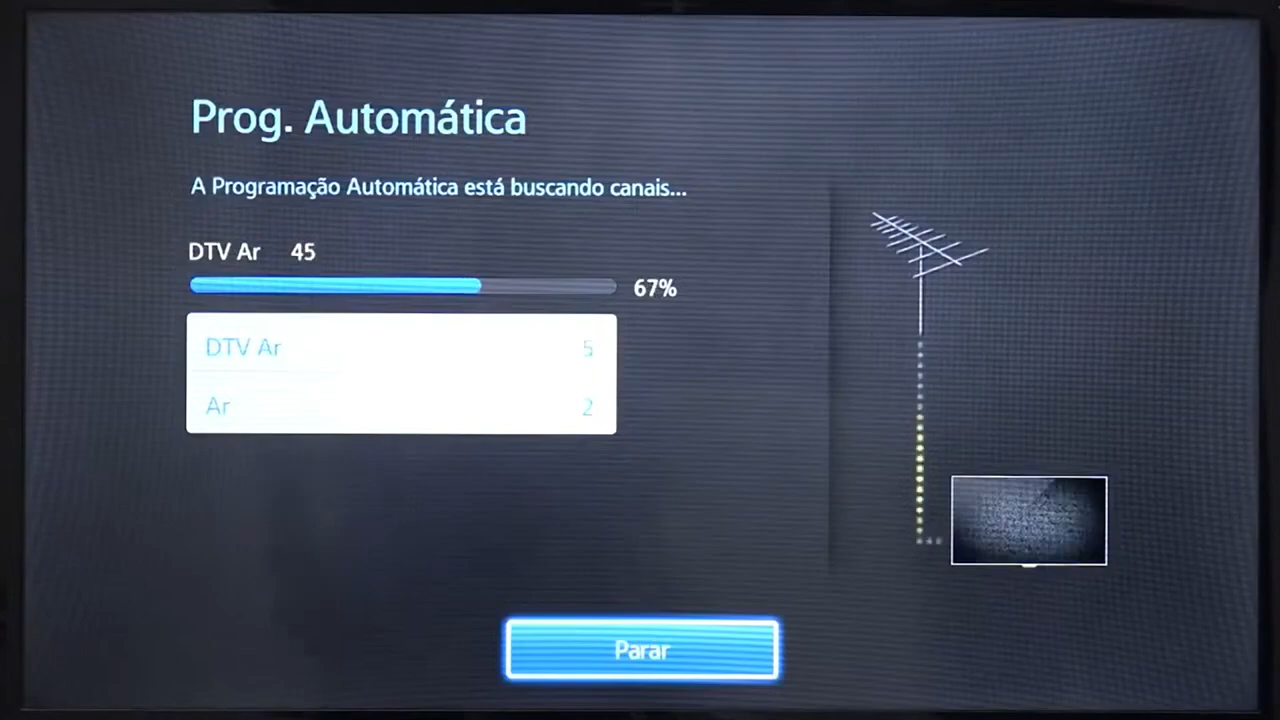 Prog. Automática
A Programação Automática está buscando canais...
DTV Ar 45
67%
DTV Ar 5
Ar 2
Parar